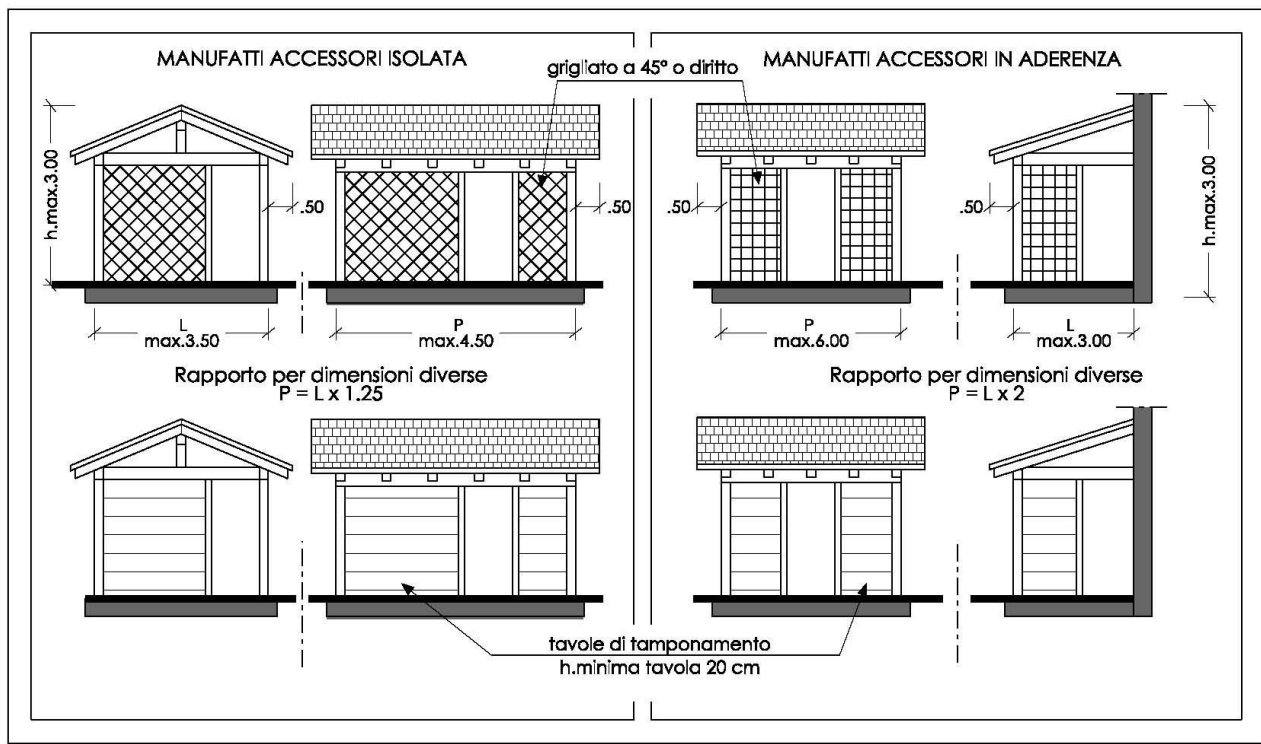 MANUFATTI ACCESSORI ISOLATA
grigliato a 45° o diritto
MANUFATTI ACCESSORI IN ADERENZA
h.max.3.00
.50
.50
.50
.50
h.max.3.00
L
max.3.50
P
max.4.50
P
max.6.00
L
max.3.00
Rapporto per dimensioni diverse
P = L x 1.25
Rapporto per dimensioni diverse
P = L x 2
tavole di tamponamento
h.minima tavola 20 cm